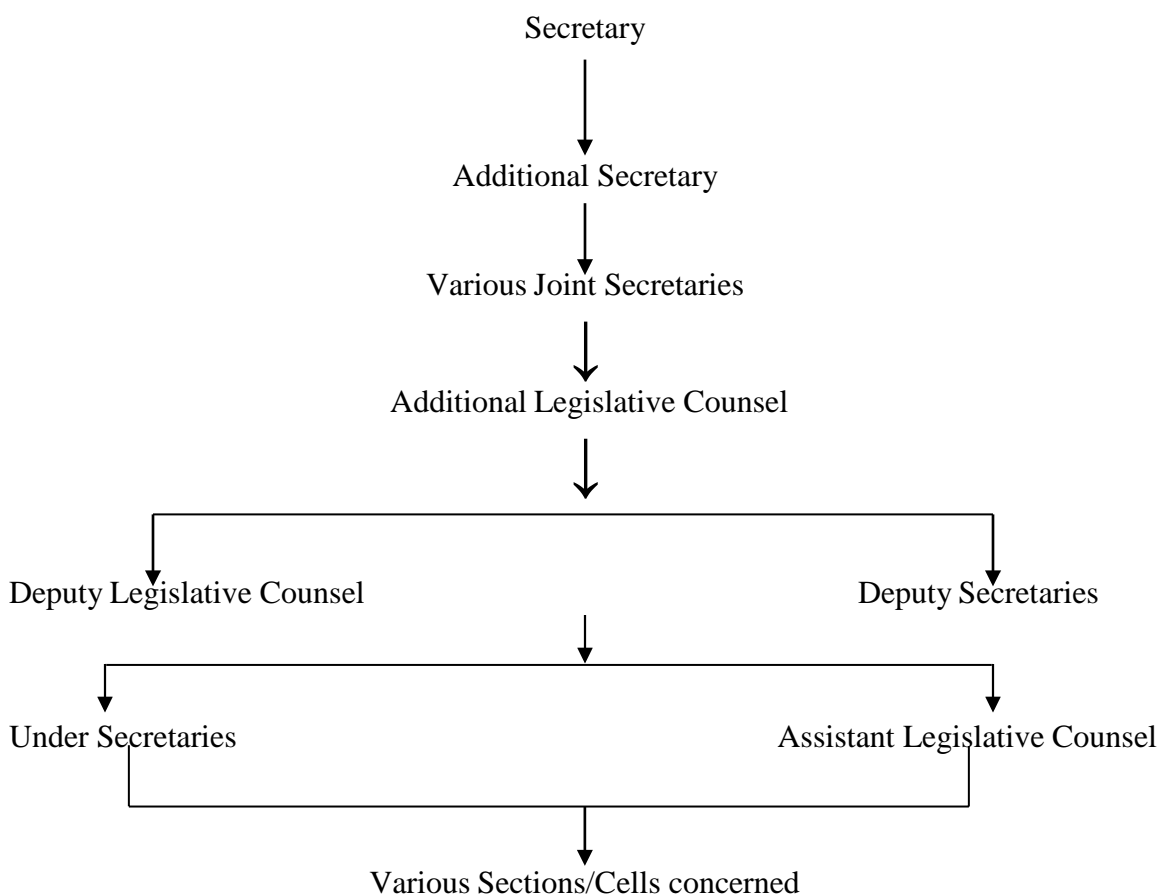 Secretary
Additional Secretary
Various Joint Secretaries
Additional Legislative Counsel
Deputy Legislative Counsel
Deputy Secretaries
Under Secretaries
Assistant Legislative Counsel
Various Sections/Cells concerned